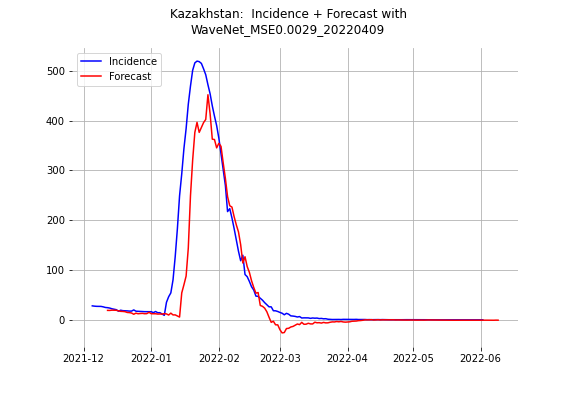 Kazakhstan:  Incidence + Forecast with
WaveNet_MSE0.0029_20220409
Incidence
Forecast
500
400
300
200
100
0
2021-12 2022-01 2022-02 2022-03 2022-04 2022-05 2022-06